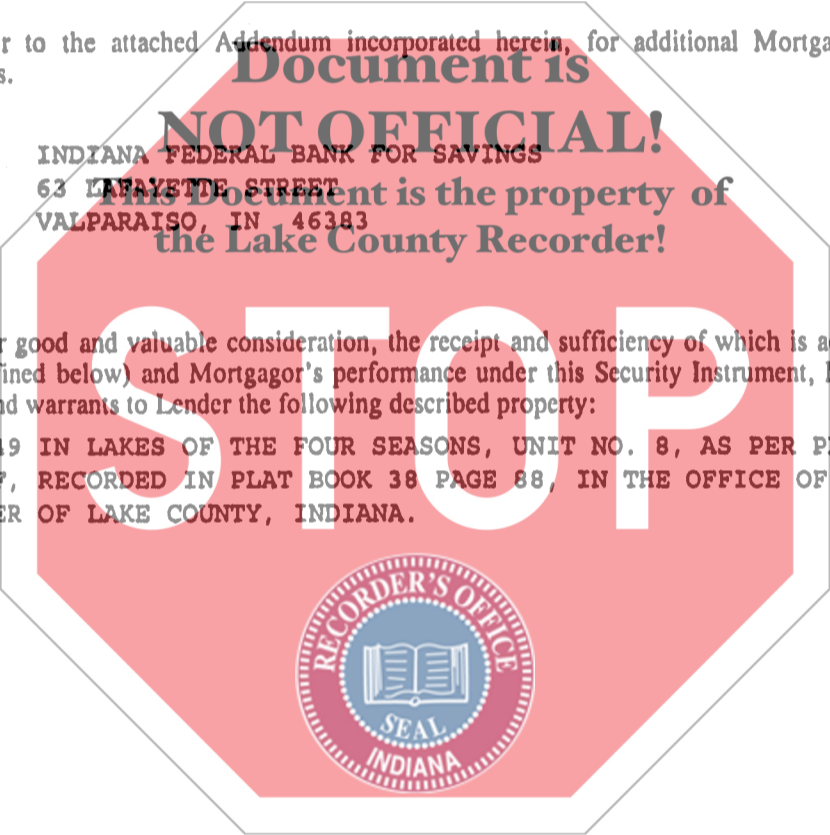 r to the attached Addendum incorporated herein, for additional Mortga
s.
Document is
NOT OFFICIAL!
INDIANA FEDERAL BANK FOR SAVINGS
63 LAFAYETTE STREET
This Document is the property of
VALPARAISO, IN 46383
the Lake County Recorder!
STOP
r good and valuable consideration, the receipt and sufficiency of which is a
ined below) and Mortgagor's performance under this Security Instrument,
nd warrants to Lender the following described property:
19 IN LAKES OF THE FOUR SEASONS, UNIT NO. 8, AS PER P
F, RECORDED IN PLAT BOOK 38 PAGE 88, IN THE OFFICE OF
ER OF LAKE COUNTY, INDIANA.
RECORDER'S OFFICE
SEAL
INDIANA